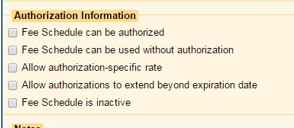 Authorization Information
Fee Schedule can be authorized
Fee Schedule can be used without authorization
Allow authorization-specific rate
Allow authorizations to extend beyond expiration date
Fee Schedule is inactive